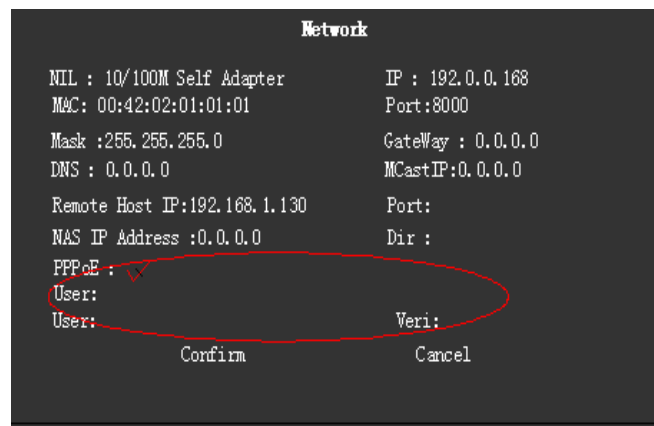 Network
NIL : 10/100M Self Adapter IP : 192.0.0.168
MAC: 00:42:02:01:01:01 Port:8000
Mask :255.255.255.0 GateWay : 0.0.0.0
DNS : 0.0.0.0 MCastIP:0.0.0.0
Remote Host IP:192.168.1.130 Port:
NAS IP Address :0.0.0.0 Dir :
PPPoE :
User:
User: Veri:
Confirm Cancel